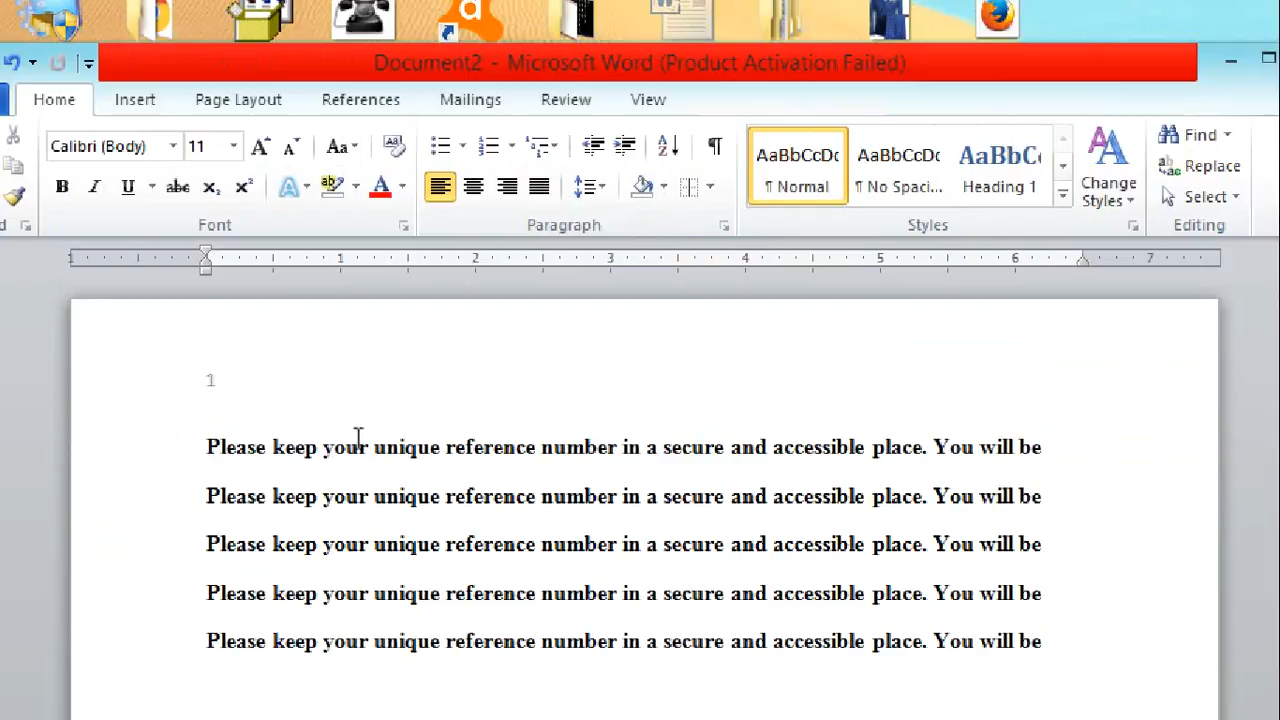 Document2 - Microsoft Word (Product Activation Failed)
Home Insert Page Layout References Mailings Review View
Calibri (Body) 11 Aa AaBbCcDc AaBbCcDc AaBbC Find
Replace
¶ Normal ¶ No Spaci... Heading 1 Change Styles Select
Font Paragraph Styles Editing
1 1 2 3 4 5 6 7
1
Please keep your unique reference number in a secure and accessible place. You will be
Please keep your unique reference number in a secure and accessible place. You will be
Please keep your unique reference number in a secure and accessible place. You will be
Please keep your unique reference number in a secure and accessible place. You will be
Please keep your unique reference number in a secure and accessible place. You will be